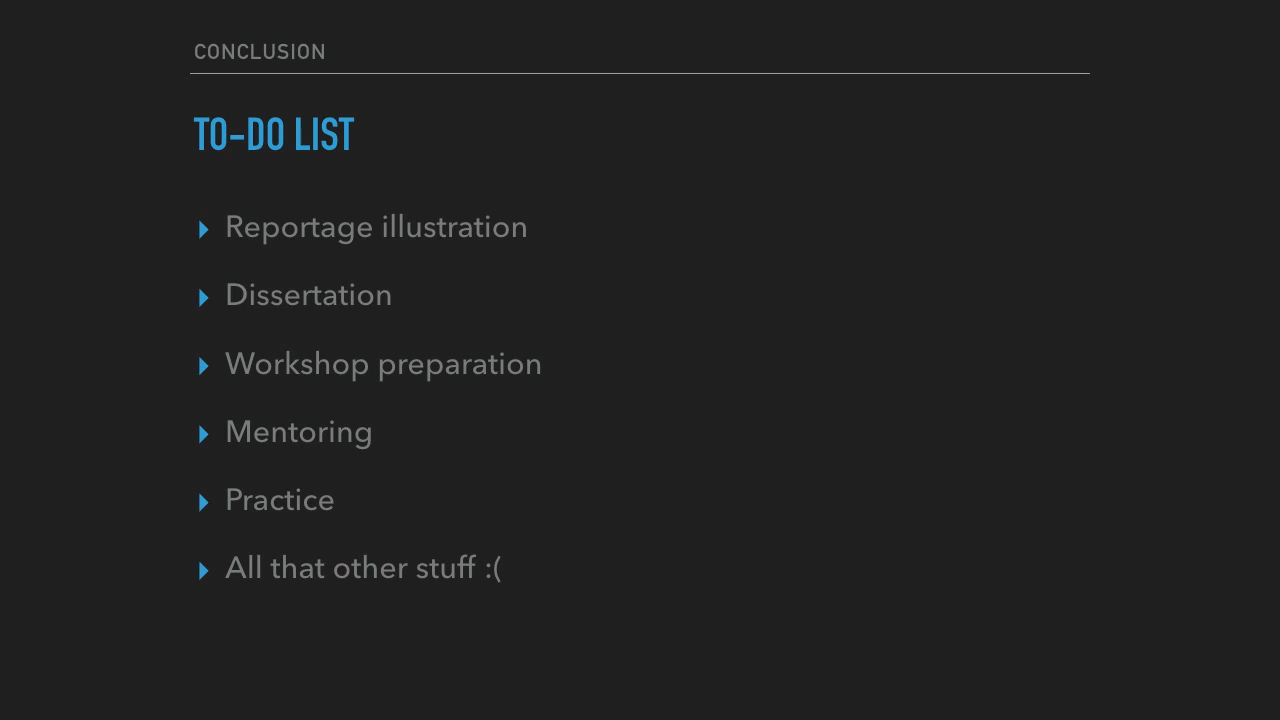 CONCLUSION
TO-DO LIST
Reportage illustration
Dissertation
Workshop preparation
Mentoring
Practice
All that other stuff :(